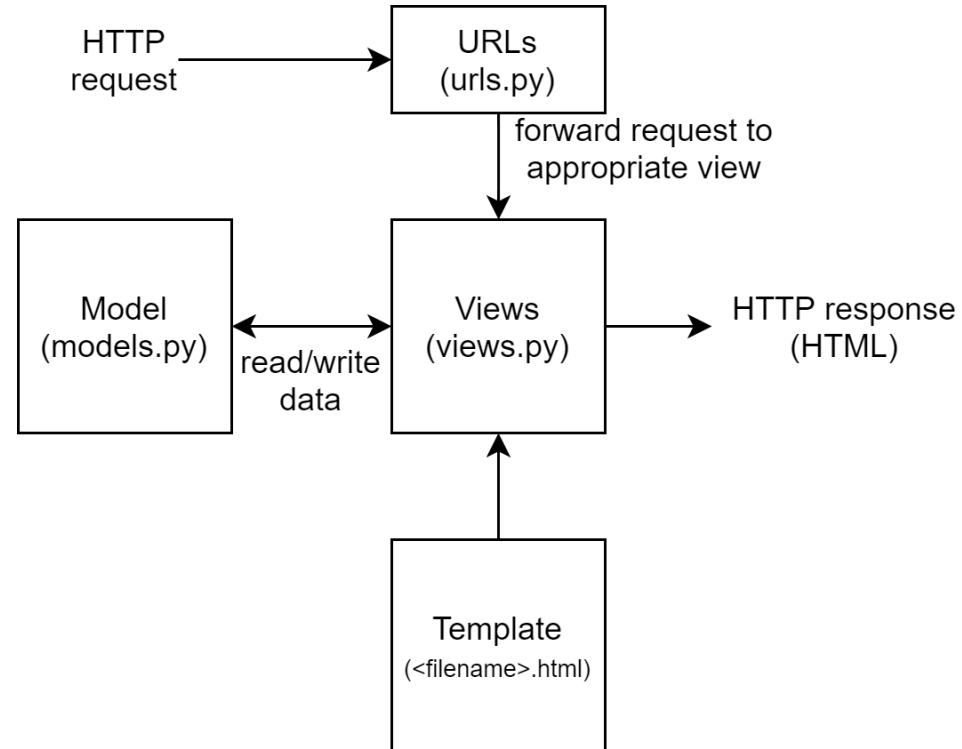 HTTP
request
URLs
(urls.py)
forward request to
appropriate view
Model
(models.py)
read/write
data
Views
(views.py)
HTTP response
(HTML)
Template
(<filename>.html)